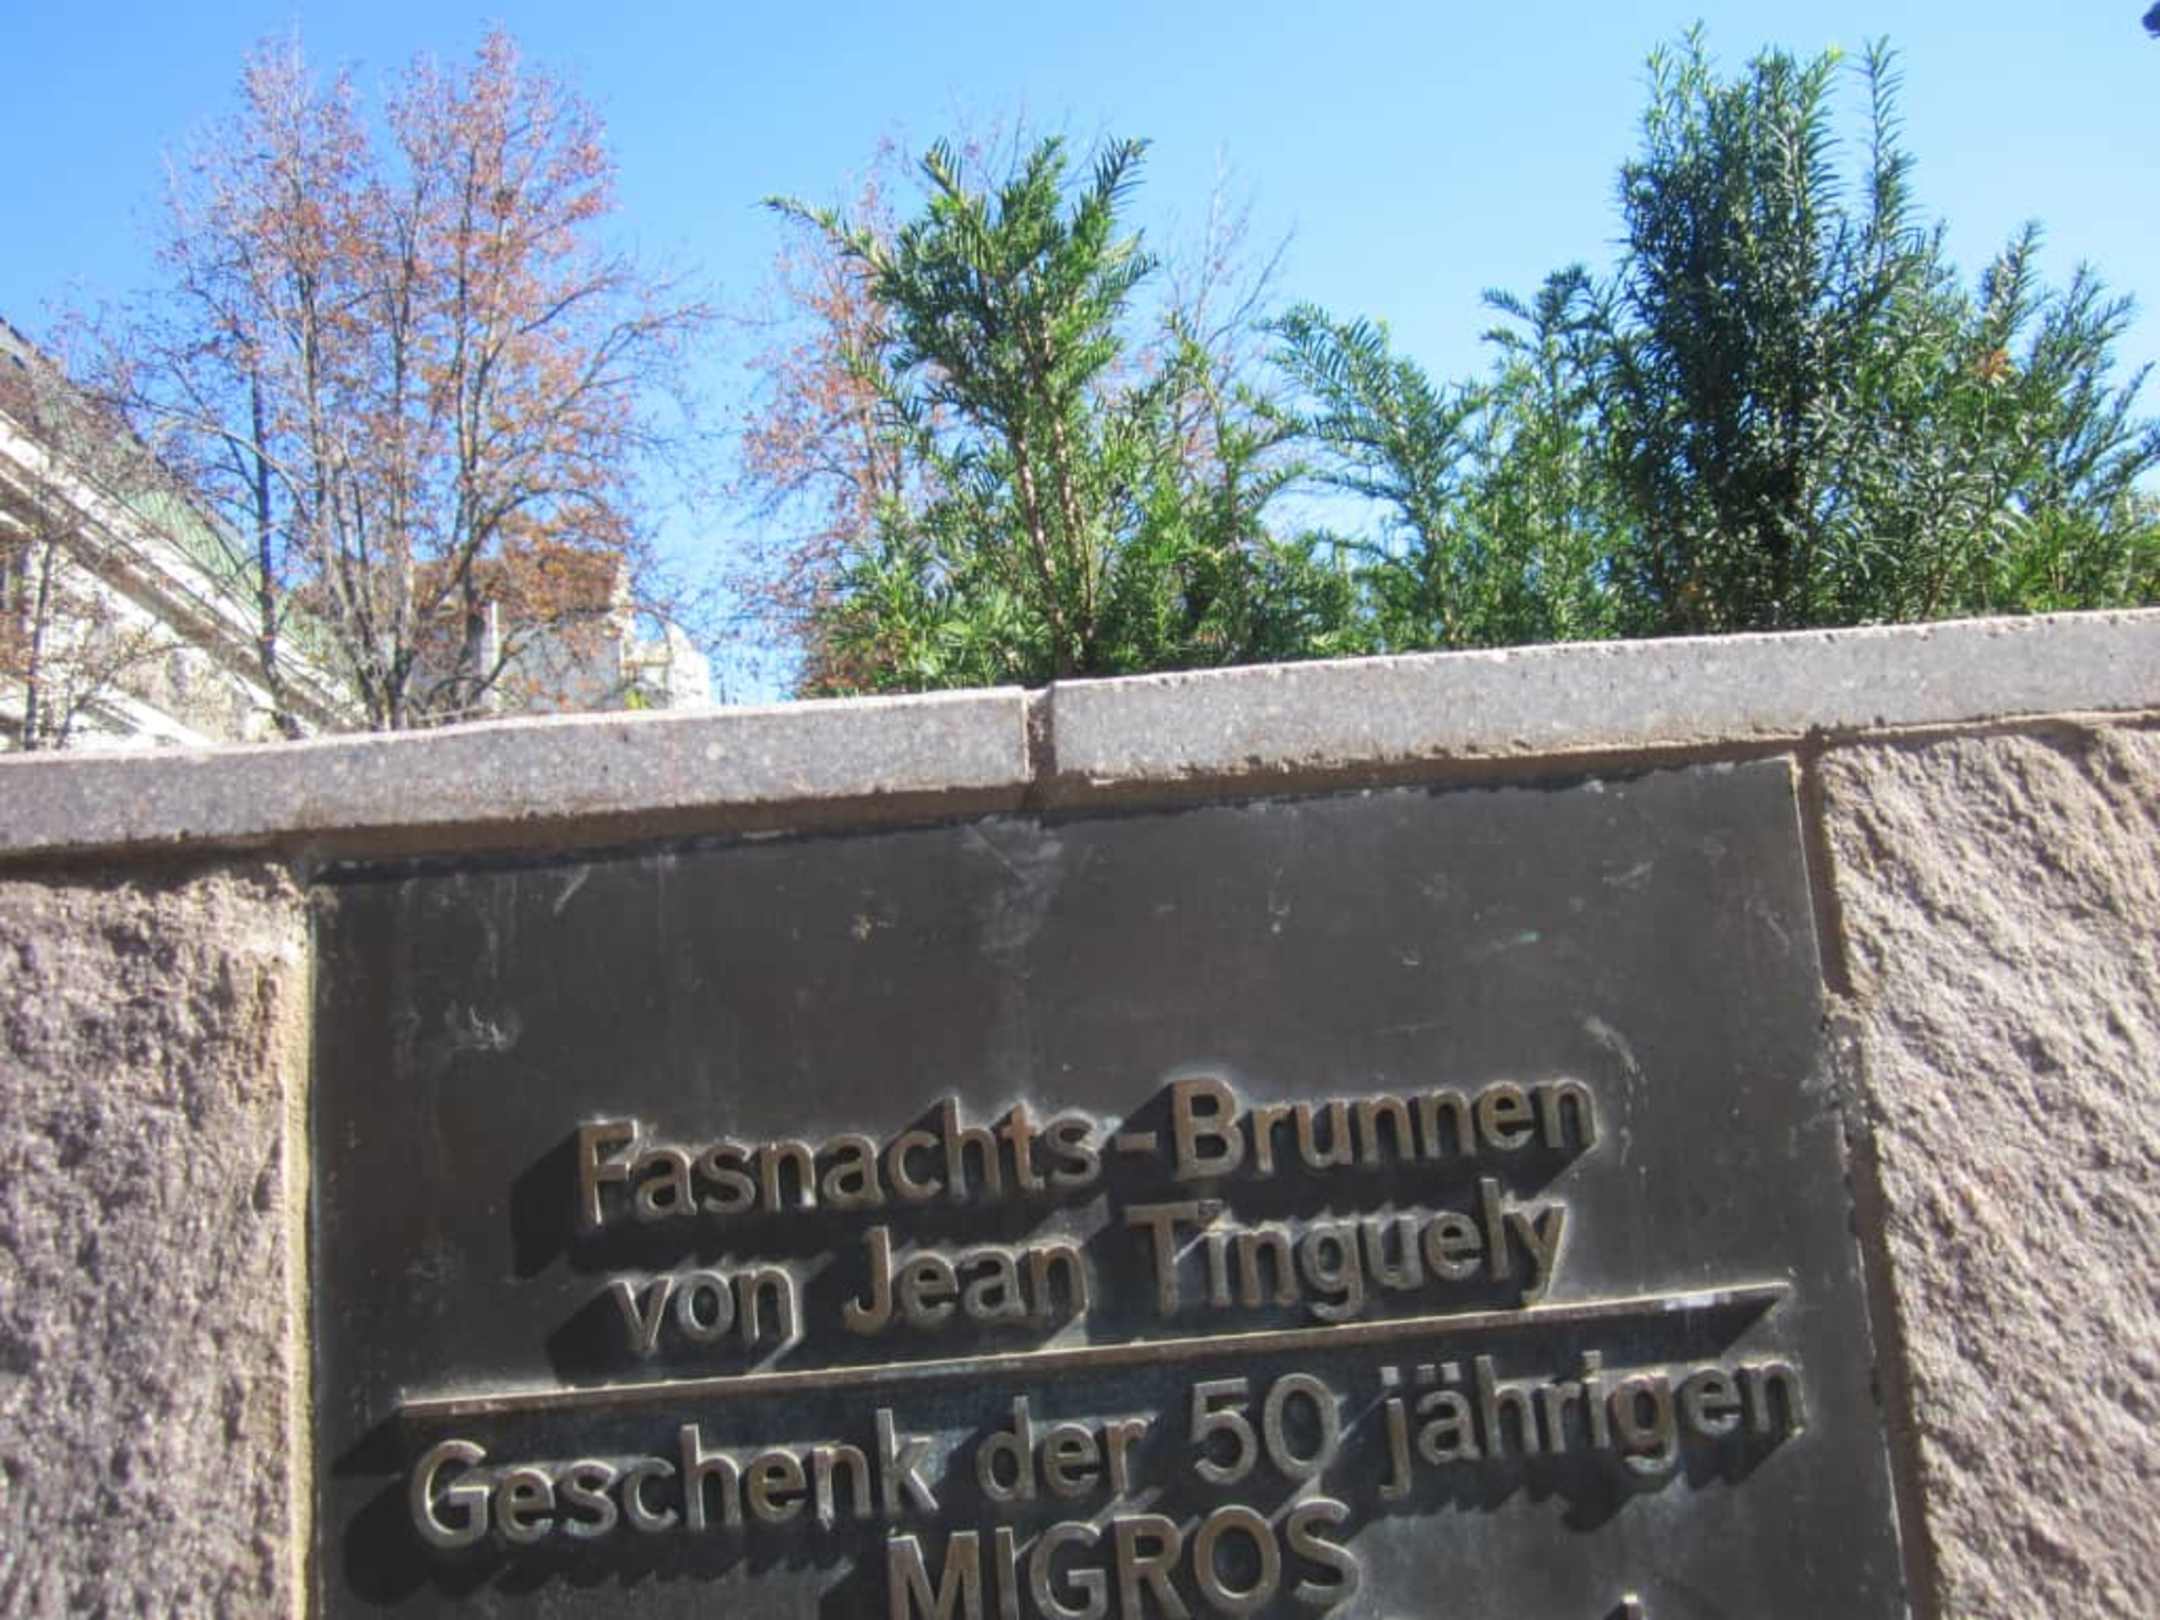 Fasnachts-Brunnen
von Jean Tinguely
Geschenk der 50 jährigen
MIGROS